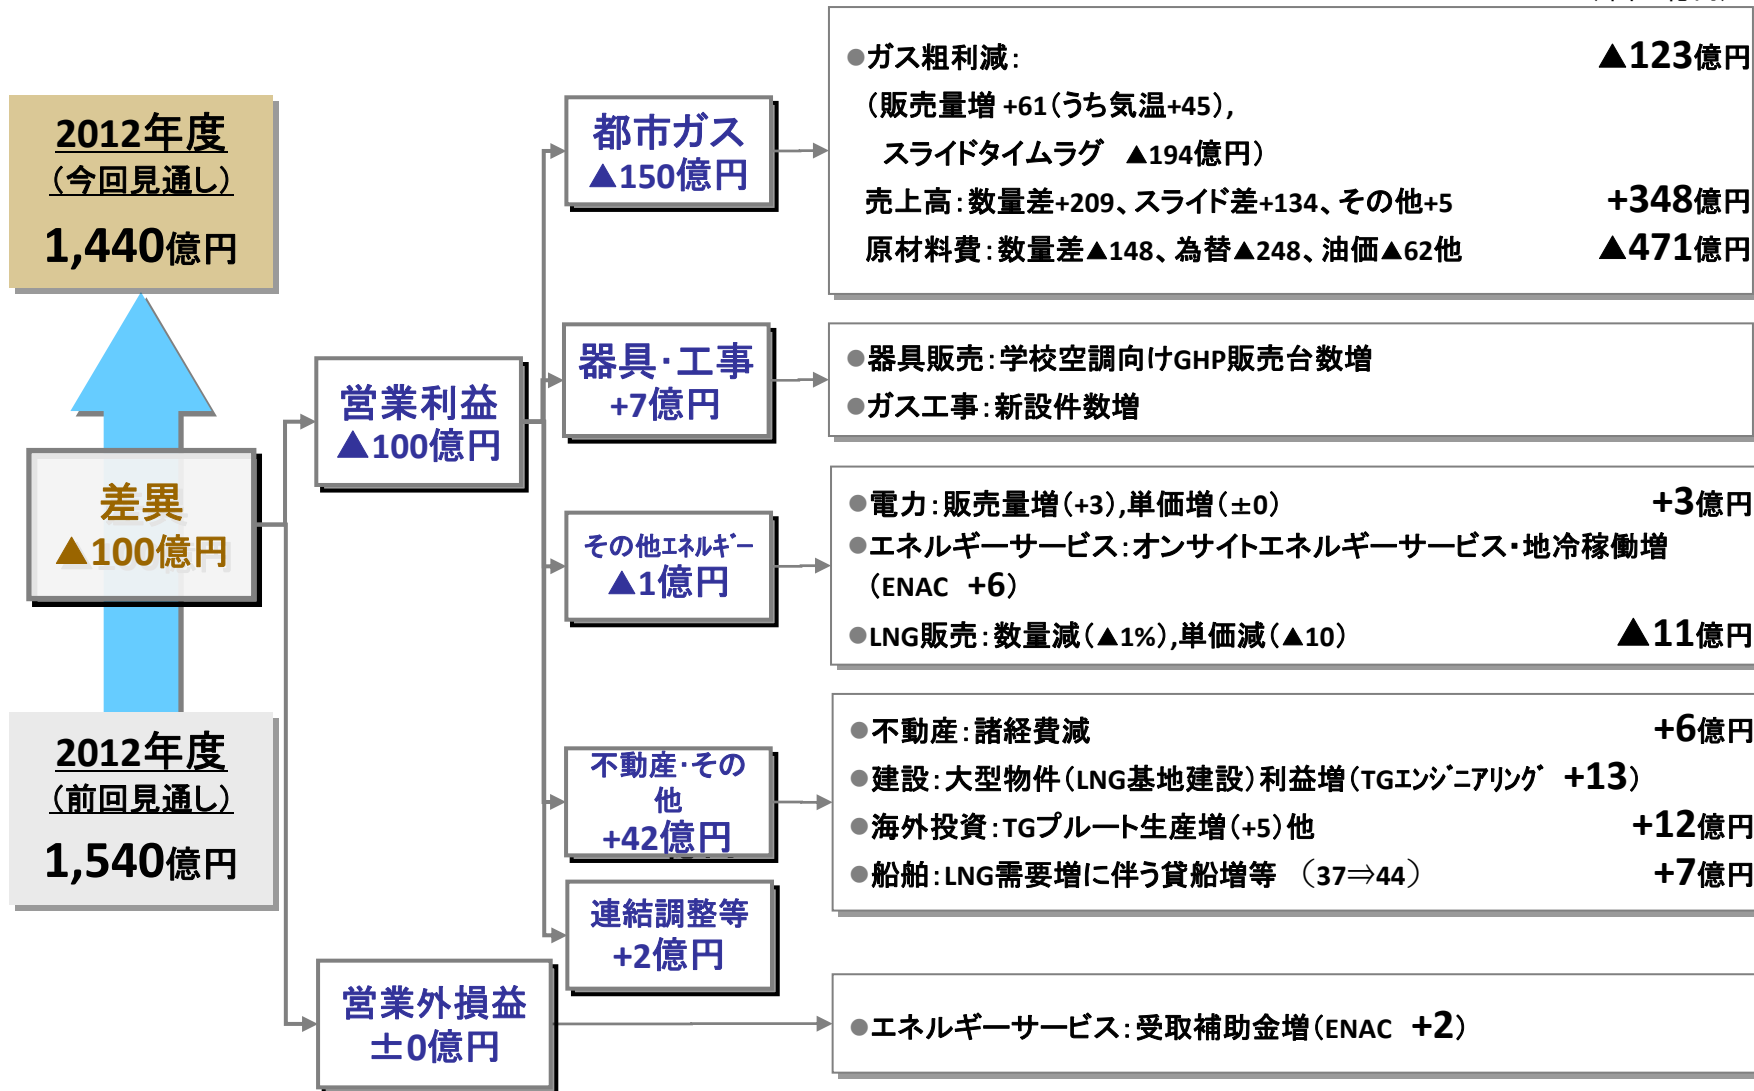 2012年度
(今回見通し)
1,440億円
差異
▲100億円
2012年度
(前回見通し)
1,540億円
営業利益
▲100億円
営業外損益
±0億円
都市ガス
▲150億円
器具・工事
+7億円
その他エネルギー
▲1億円
不動産・その
他
+42億円
連結調整等
+2億円
●ガス粗利減: ▲123億円
(販売量増 +61(うち気温+45),
スライドタイムラグ ▲194億円)
売上高:数量差+209、スライド差+134、その他+5 +348億円
原材料費:数量差▲148、為替▲248、油価▲62他 ▲471億円
●器具販売:学校空調向けGHP販売台数増
●ガス工事:新設件数増
●電力:販売量増(+3),単価増(±0) +3億円
●エネルギーサービス:オンサイトエネルギーサービス・地冷稼働増
(ENAC +6)
●LNG販売:数量減(▲1%),単価減(▲10) ▲11億円
●不動産:諸経費減 +6億円
●建設:大型物件(LNG基地建設)利益増(TGエンジニアリング +13)
●海外投資:TGプルート生産増(+5)他 +12億円
●船舶:LNG需要増に伴う貸船増等 (37⇒44) +7億円
●エネルギーサービス:受取補助金増(ENAC +2)